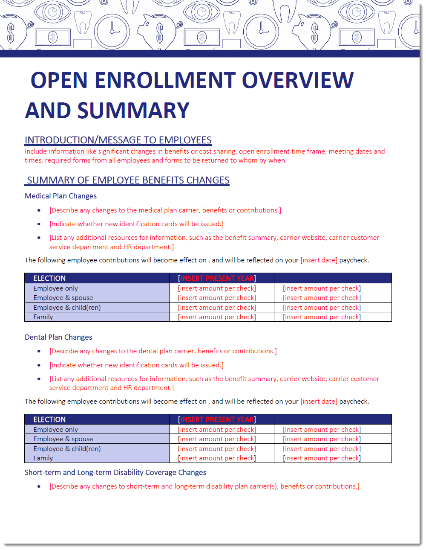 OPEN ENROLLMENT OVERVIEW
AND SUMMARY
INTRODUCTION/MESSAGE TO EMPLOYEES
Include information like significant changes in benefits or cost sharing, open enrollment time frame, meeting dates and
times, required forms from all employees and forms to be returned to whom by when.
SUMMARY OF EMPLOYEE BENEFITS CHANGES
Medical Plan Changes
• [Describe any changes to the medical plan carrier, benefits or contributions.]
• [Indicate whether new identification cards will be issued.]
• [List any additional resources for information, such as the benefit summary, carrier website, carrier customer
service department and HR department.]
The following employee contributions will become effect on , and will be reflected on your [insert date] paycheck.
ELECTION [INSERT PRESENT YEAR]
Employee only [insert amount per check] [insert amount per check]
Employee & spouse [insert amount per check] [insert amount per check]
Employee & child(ren) [insert amount per check] [insert amount per check]
Family [insert amount per check] [insert amount per check]
Dental Plan Changes
• [Describe any changes to the dental plan carrier, benefits or contributions.]
• [Indicate whether new identification cards will be issued.]
• [List any additional resources for information, such as the benefit summary, carrier website, carrier customer
service department and HR department.]
The following employee contributions will become effect on , and will be reflected on your [insert date] paycheck.
ELECTION [INSERT PRESENT YEAR]
Employee only [insert amount per check] [insert amount per check]
Employee & spouse [insert amount per check] [insert amount per check]
Employee & child(ren) [insert amount per check] [insert amount per check]
Family [insert amount per check] [insert amount per check]
Short-term and Long-term Disability Coverage Changes
• [Describe any changes to short-term and long-term disability plan carrier(s), benefits or contributions.]